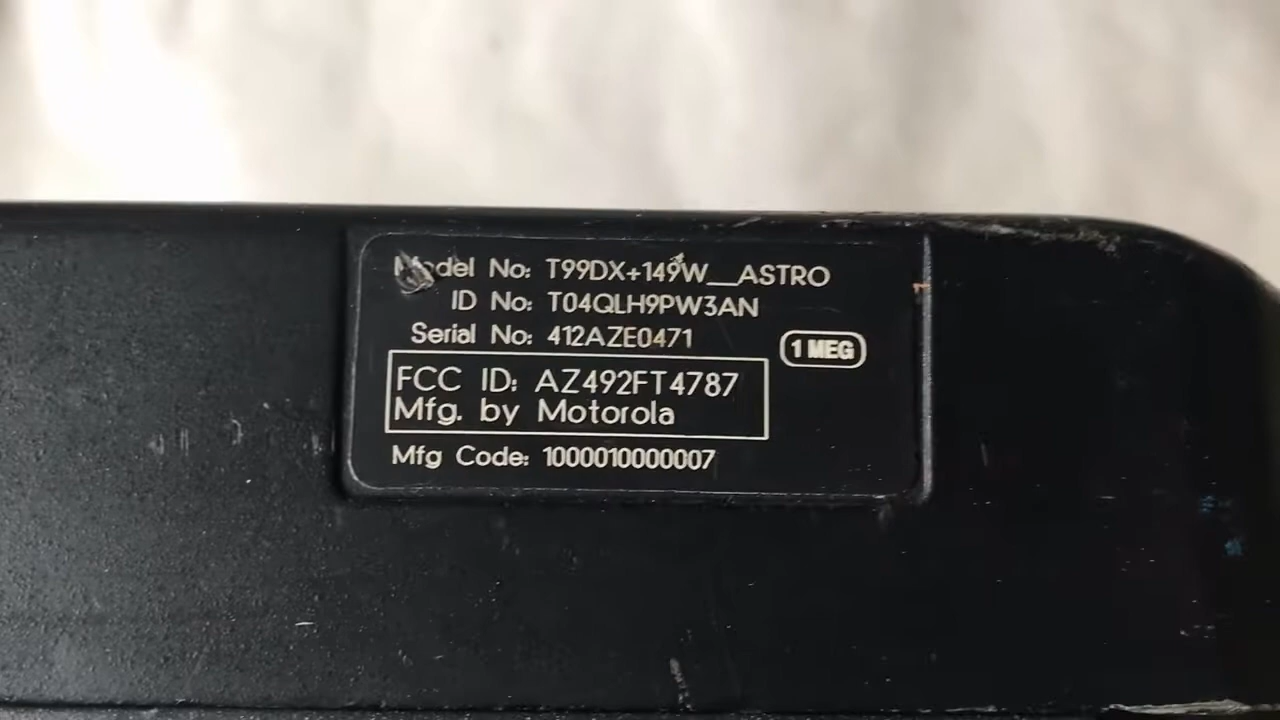 Model No: T99DX+149W__ASTRO
ID No: T04QLH9PW3AN
Serial No: 412AZE0471
1 MEG
FCC ID: AZ492FT4787
Mfg. by Motorola
Mfg Code: 1000010000007